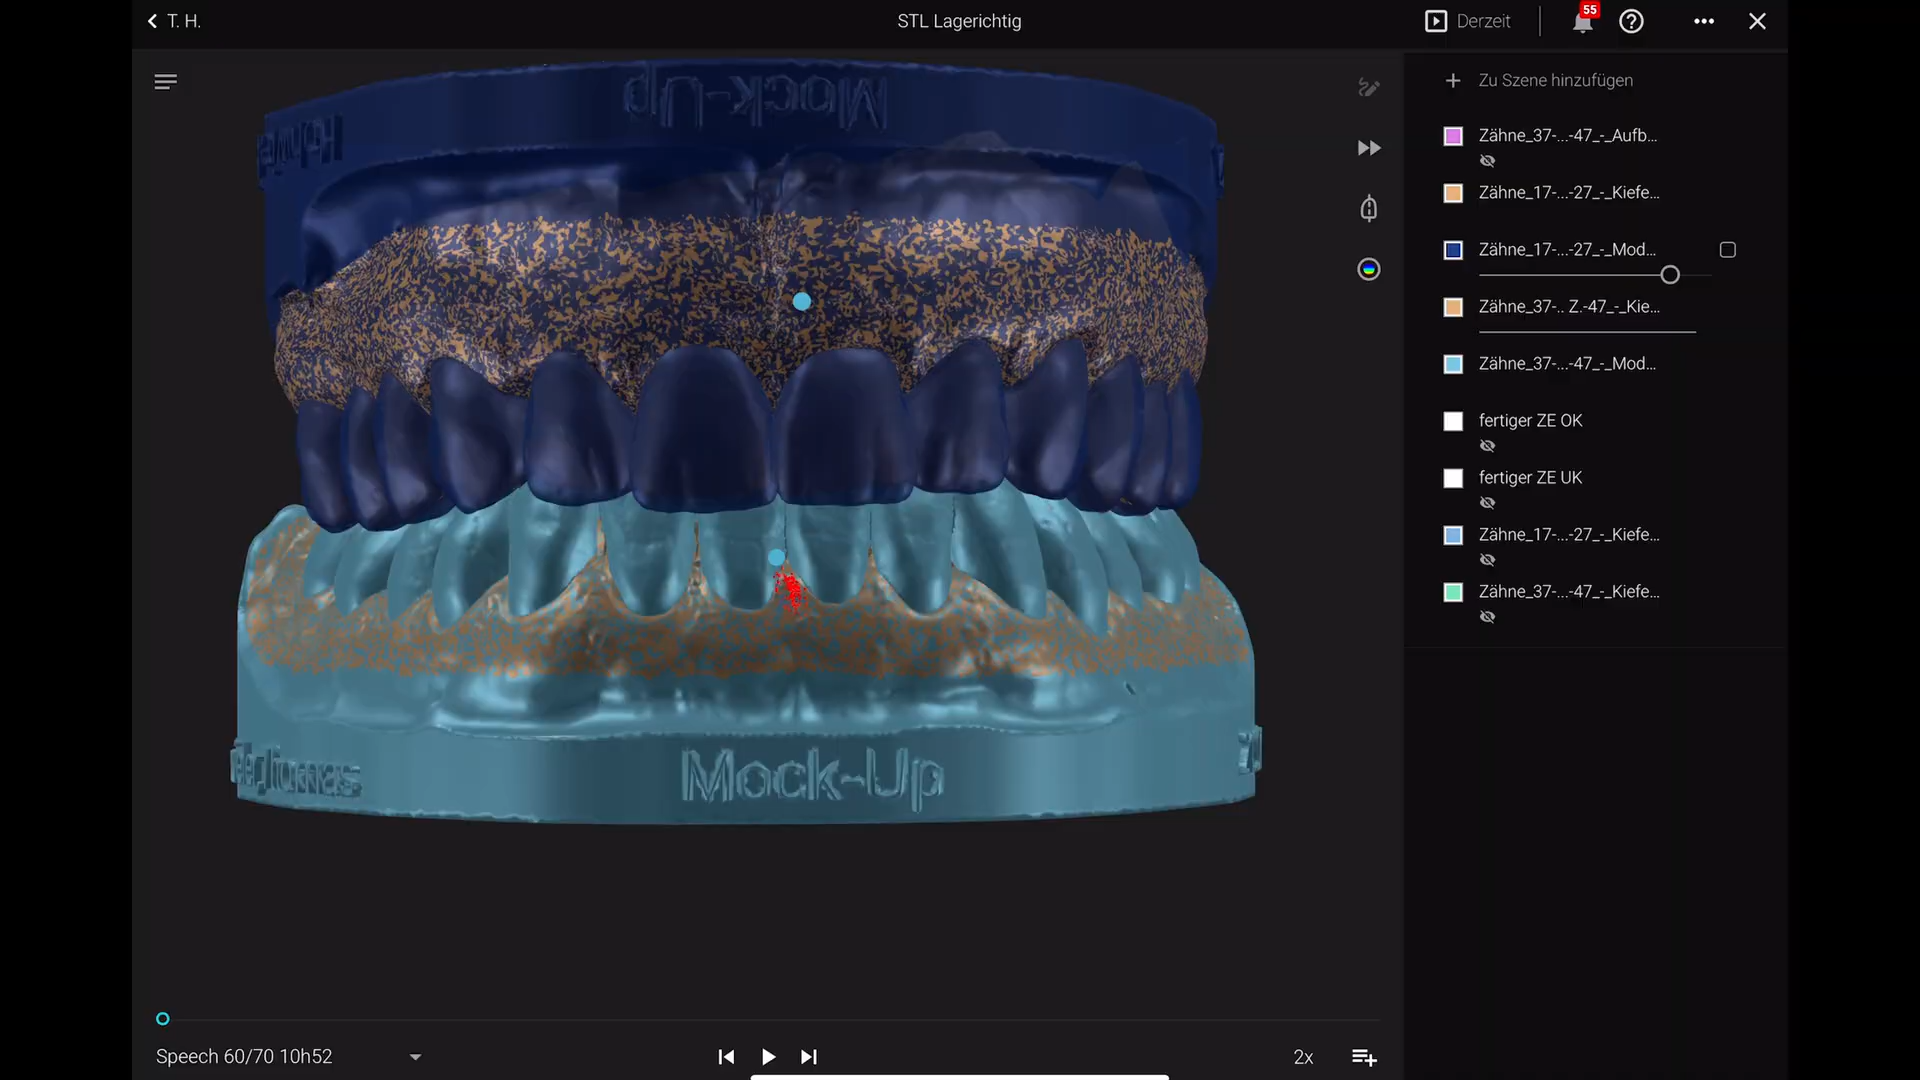 T. H.
STL Lagerichtig
Derzeit
55
Zu Szene hinzufügen
Zähne_37-...-47_-_Aufb...
Zähne_17-...-27_-_Kiefe...
Zähne_17-...-27_-_Mod...
Zähne_37-.. Z.-47_-_Kie...
Zähne_37-...-47_-_Mod...
fertiger ZE OK
fertiger ZE UK
Zähne_17-...-27_-_Kiefe...
Zähne_37-...-47_-_Kiefe...
Mock-Up
Mock-Up
Speech 60/70 10h52
2x